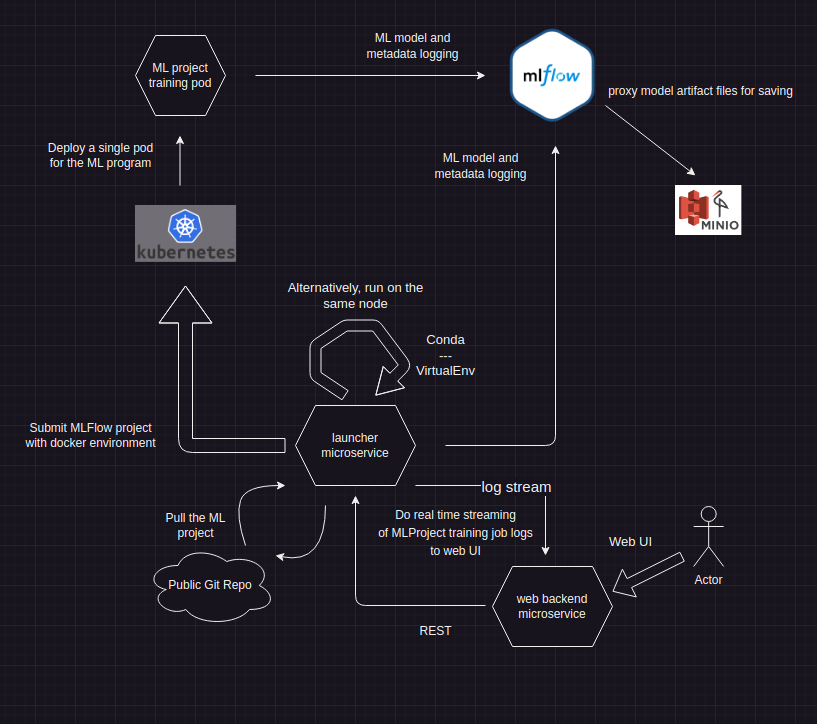 ML model and
metadata logging
ML project
training pod
mlflow
proxy model artifact files for saving
Deploy a single pod
for the ML program
ML model and
metadata logging
MINIO
kubernetes
Alternatively, run on the
same node
Conda
---
VirtualEnv
Submit MLFlow project
with docker environment
launcher
microservice
log stream
Pull the ML
project
Do real time streaming
of MLProject training job logs
to web UI
Web UI
Public Git Repo
Actor
web backend
microservice
REST